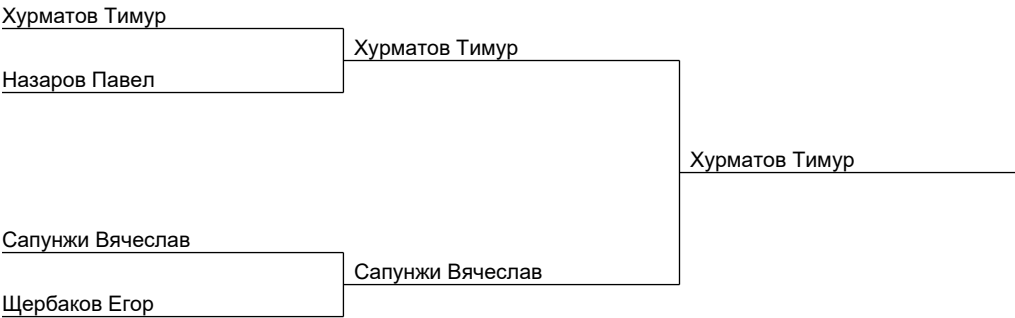 Хурматов Тимур
Хурматов Тимур
Назаров Павел
Хурматов Тимур
Сапунжи Вячеслав
Сапунжи Вячеслав
Щербаков Егор